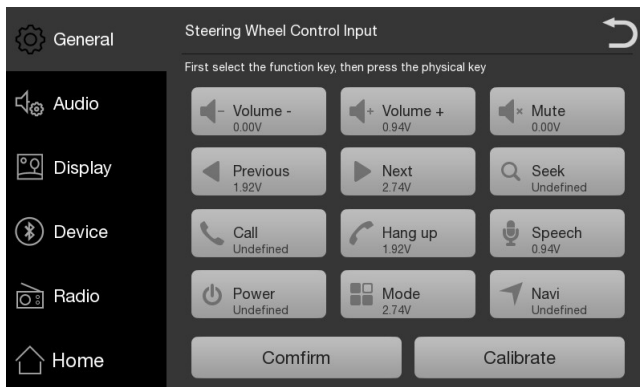 General
Steering Wheel Control Input
First select the function key, then press the physical key
Audio
Volume -
0.00V
Volume +
0.94V
Mute
0.00V
Display
Previous
1.92V
Next
2.74V
Seek
Undefined
Device
Call
Undefined
Hang up
1.92V
Speech
0.94V
Radio
Power
Undefined
Mode
2.74V
Navi
Undefined
Home
Comfirm
Calibrate